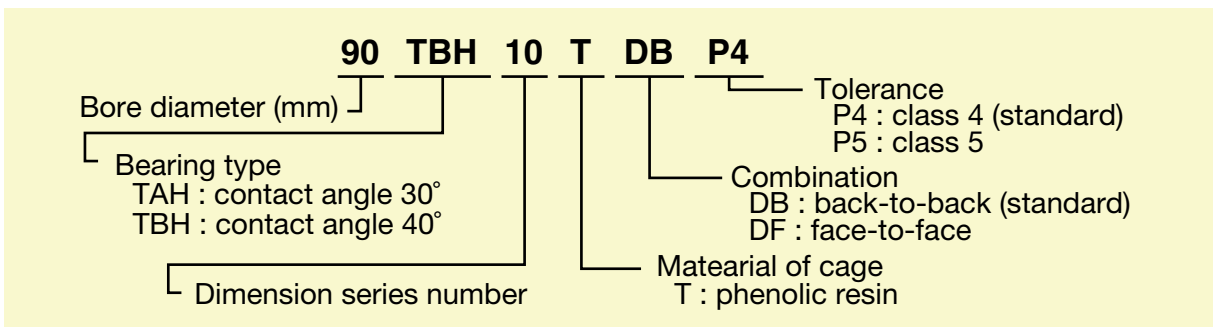 90 TBH 10 T DB P4
Bore diameter (mm)
Bearing type
TAH : contact angle 30˚
TBH : contact angle 40˚
Dimension series number
Tolerance
P4 : class 4 (standard)
P5 : class 5
Combination
DB : back-to-back (standard)
DF : face-to-face
Matearial of cage
T : phenolic resin